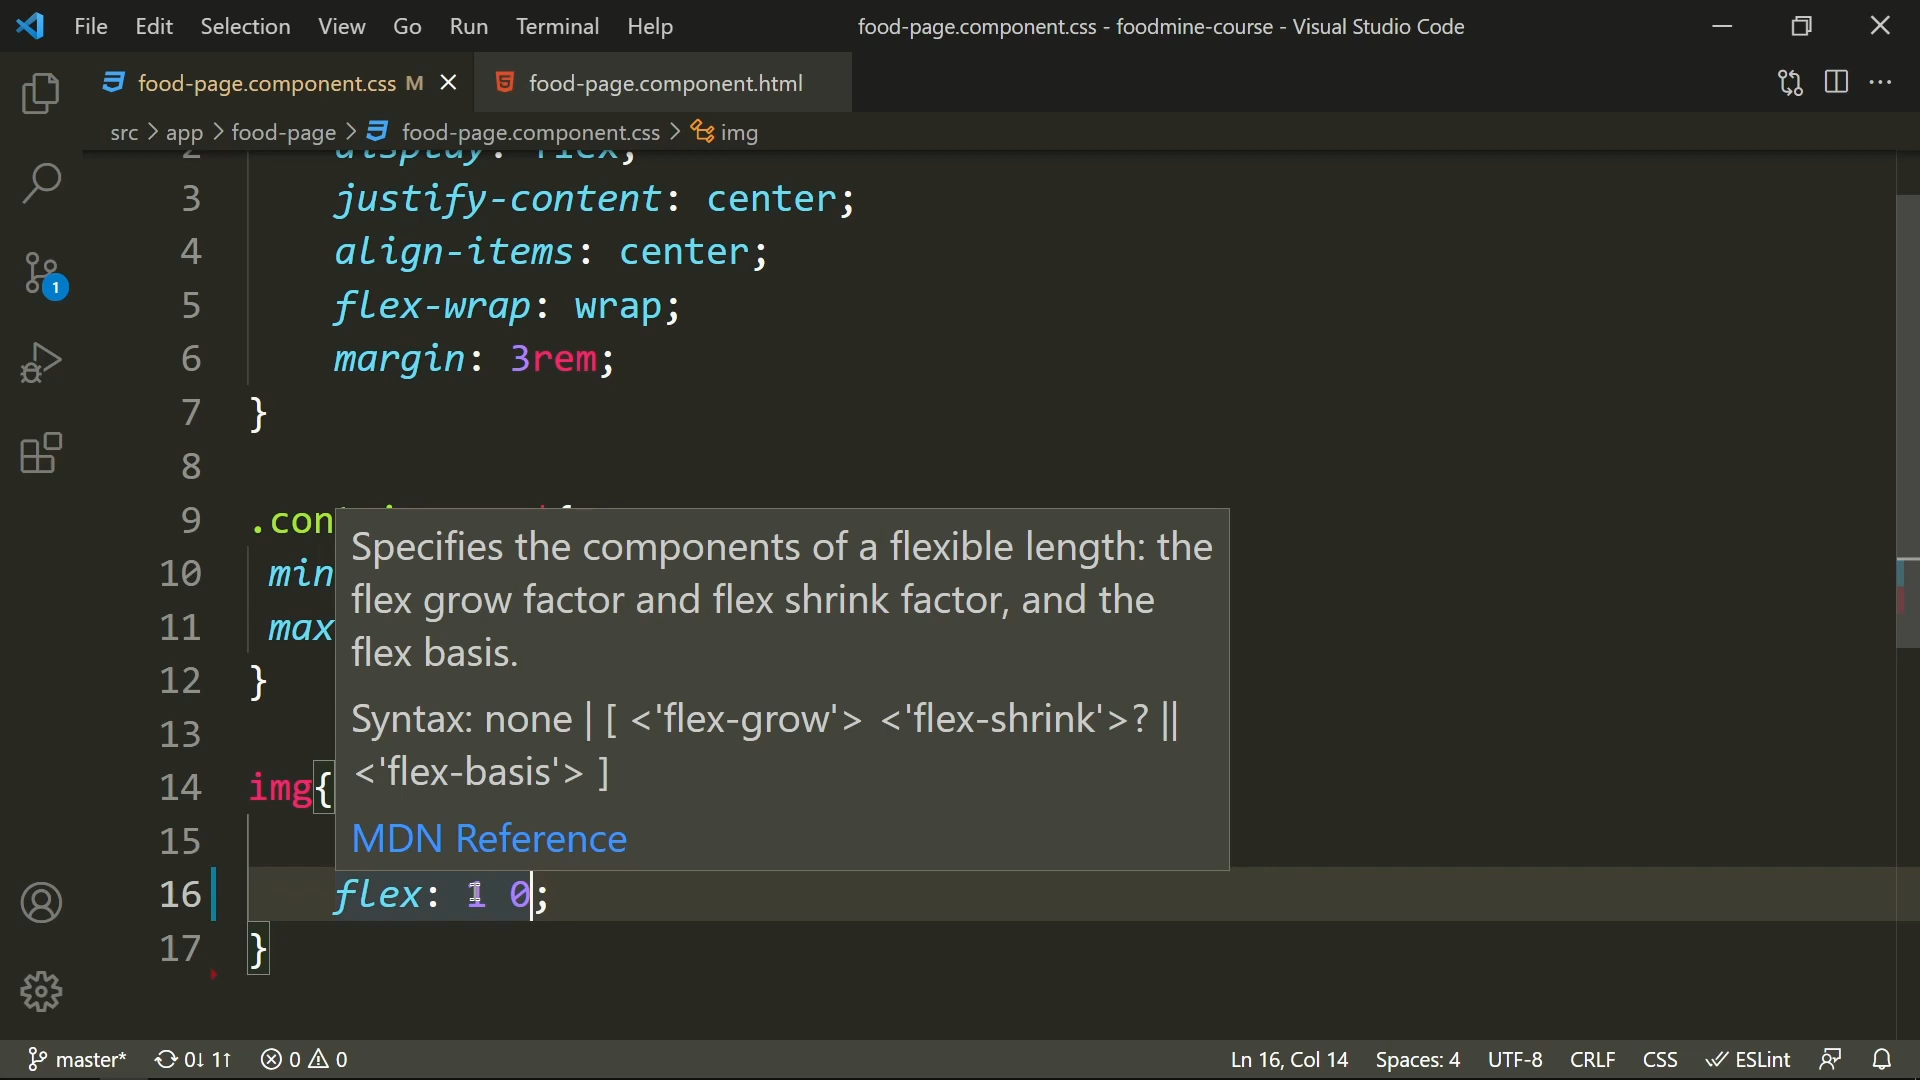 File Edit Selection View Go Run Terminal Help food-page.component.css - foodmine-course - Visual Studio Code
food-page.component.css M food-page.component.html
src > app > food-page > food-page.component.css > img
2 display: flex;
3 justify-content: center;
4 align-items: center;
5 flex-wrap: wrap;
6 margin: 3rem;
7 }
8
9 .con
10 min
11 max
12 }
13
14 img{
15
16 flex: 1 0;
17 }
Specifies the components of a flexible length: the
flex grow factor and flex shrink factor, and the
flex basis.
Syntax: none | [ <'flex-grow'> <'flex-shrink'>? ||
<'flex-basis'> ]
MDN Reference
1
master* 0↓ 1↑ 0 0 Ln 16, Col 14 Spaces: 4 UTF-8 CRLF CSS ESLint